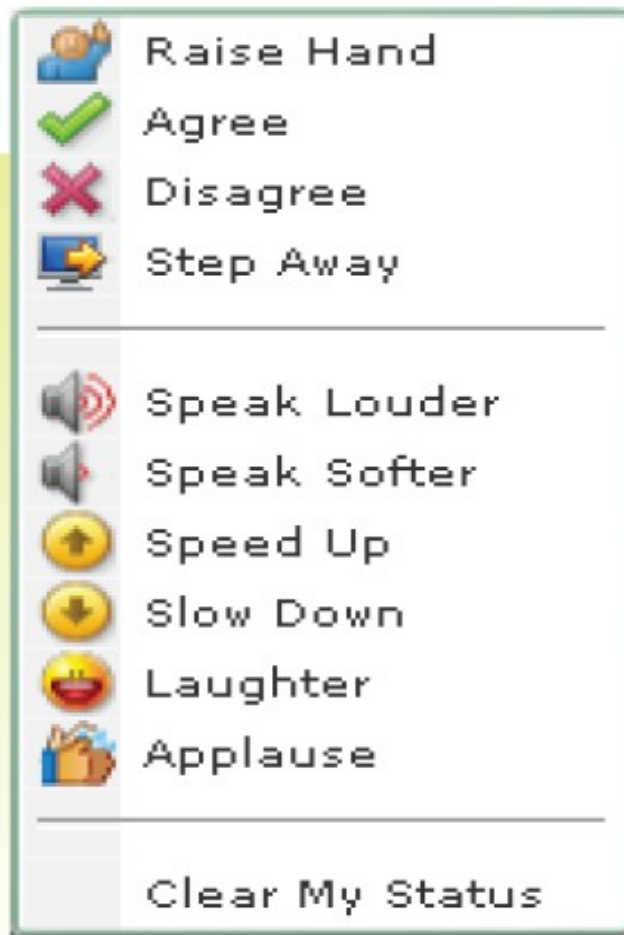 Raise Hand
Agree
Disagree
Step Away
Speak Louder
Speak Softer
Speed Up
Slow Down
Laughter
Applause
Clear My Status